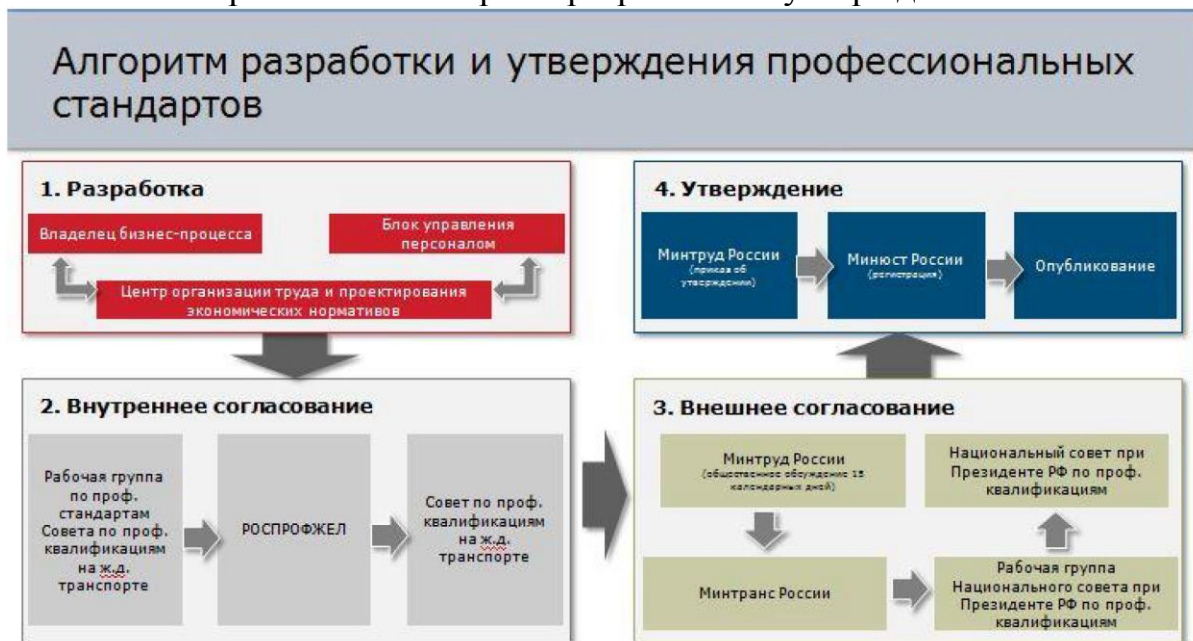 Алгоритм разработки и утверждения профессиональных
стандартов
1. Разработка
Владелец бизнес-процесса
Блок управления
персоналом
Центр организации труда и проектирования
экономических нормативов
2. Внутреннее согласование
Рабочая группа
по проф.
стандартам
Совета по проф.
квалификациям
на ж.д.
транспорте
РОСПРОФЖЕЛ
Совет по проф.
квалификациям
на ж.д.
транспорте
3. Внешнее согласование
Минтруд России
(общественное обсуждение 15
календарных дней)
Минтранс России
Рабочая группа
Национального совета при
Президенте РФ по проф.
квалификациям
Национальный совет при
Президенте РФ по проф.
квалификациям
4. Утверждение
Минтруд России
(приказ об
утверждении)
Минюст России
(регистрация)
Опубликование